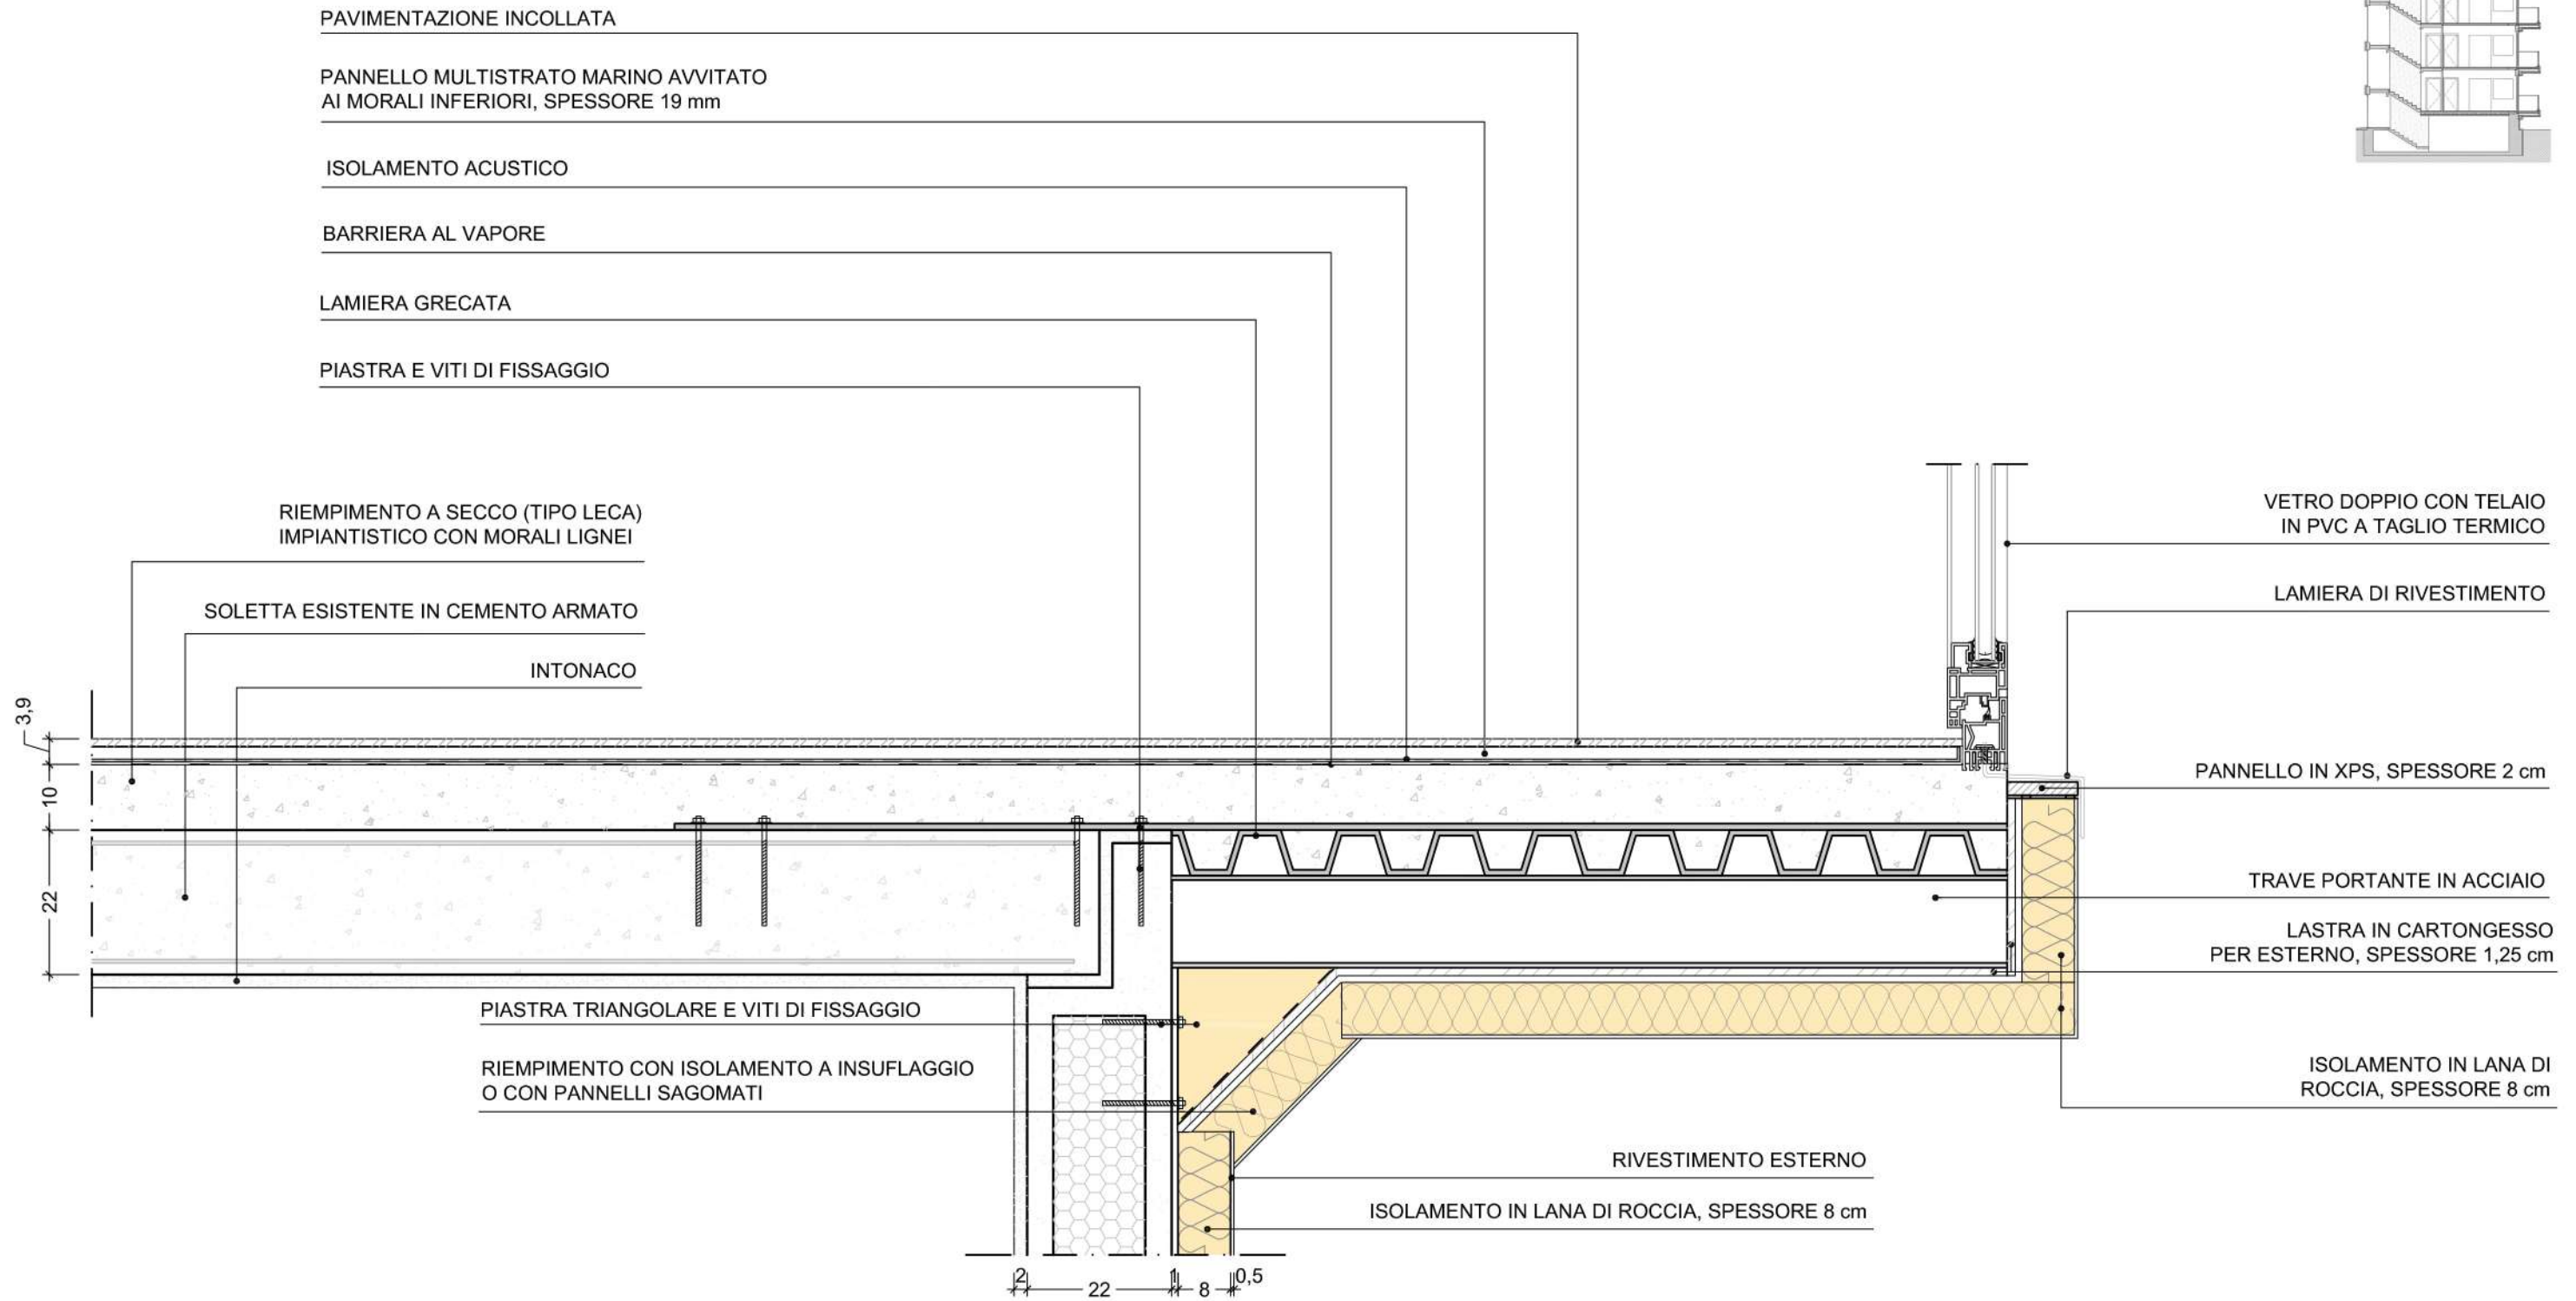 PAVIMENTAZIONE INCOLLATA
PANNELLO MULTISTRATO MARINO AVVITATO
AI MORALI INFERIORI, SPESSORE 19 mm
ISOLAMENTO ACUSTICO
BARRIERA AL VAPORE
LAMIERA GRECATA
PIASTRA E VITI DI FISSAGGIO
RIEMPIMENTO A SECCO (TIPO LECA)
IMPIANTISTICO CON MORALI LIGNEI
SOLETTA ESISTENTE IN CEMENTO ARMATO
INTONACO
3,9
10
22
VETRO DOPPIO CON TELAIO
IN PVC A TAGLIO TERMICO
LAMIERA DI RIVESTIMENTO
PANNELLO IN XPS, SPESSORE 2 cm
TRAVE PORTANTE IN ACCIAIO
LASTRA IN CARTONGESSO
PER ESTERNO, SPESSORE 1,25 cm
ISOLAMENTO IN LANA DI
ROCCIA, SPESSORE 8 cm
PIASTRA TRIANGOLARE E VITI DI FISSAGGIO
RIEMPIMENTO CON ISOLAMENTO A INSUFLAGGIO
O CON PANNELLI SAGOMATI
RIVESTIMENTO ESTERNO
ISOLAMENTO IN LANA DI ROCCIA, SPESSORE 8 cm
2 22 1 8 0,5